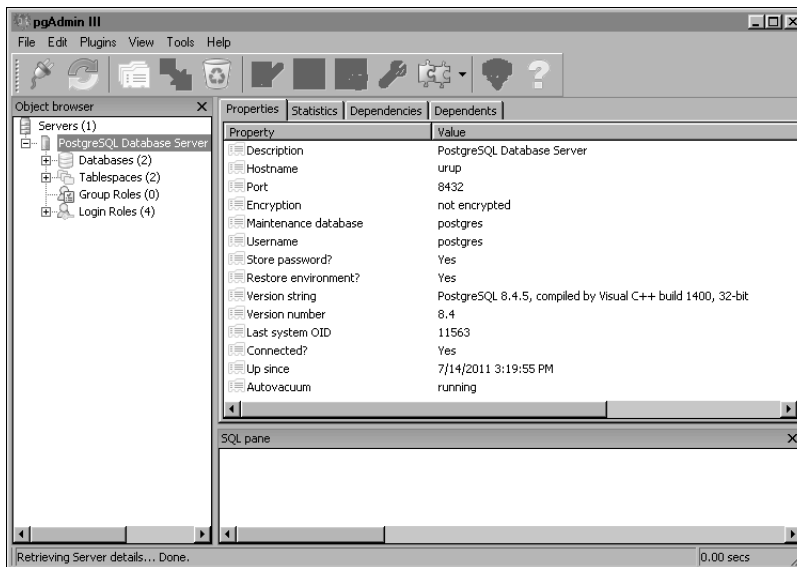 pgAdmin III
File Edit Plugins View Tools Help
Object browser
Servers (1)
PostgreSQL Database Server
Databases (2)
Tablespaces (2)
Group Roles (0)
Login Roles (4)
Properties Statistics Dependencies Dependents
Property Value
Description PostgreSQL Database Server
Hostname urup
Port 8432
Encryption not encrypted
Maintenance database postgres
Username postgres
Store password? Yes
Restore environment? Yes
Version string PostgreSQL 8.4.5, compiled by Visual C++ build 1400, 32-bit
Version number 8.4
Last system OID 11563
Connected? Yes
Up since 7/14/2011 3:19:55 PM
Autovacuum running
SQL pane
Retrieving Server details... Done. 0.00 secs